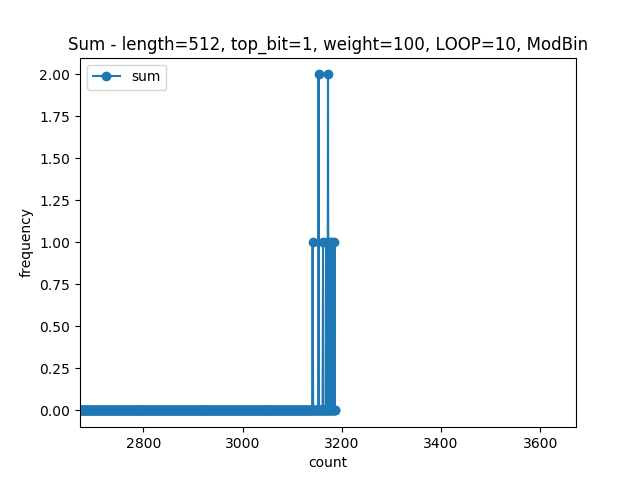 Sum - length=512, top_bit=1, weight=100, LOOP=10, ModBin
sum
frequency
2.00
1.75
1.50
1.25
1.00
0.75
0.50
0.25
0.00
2800 3000 3200 3400 3600
count